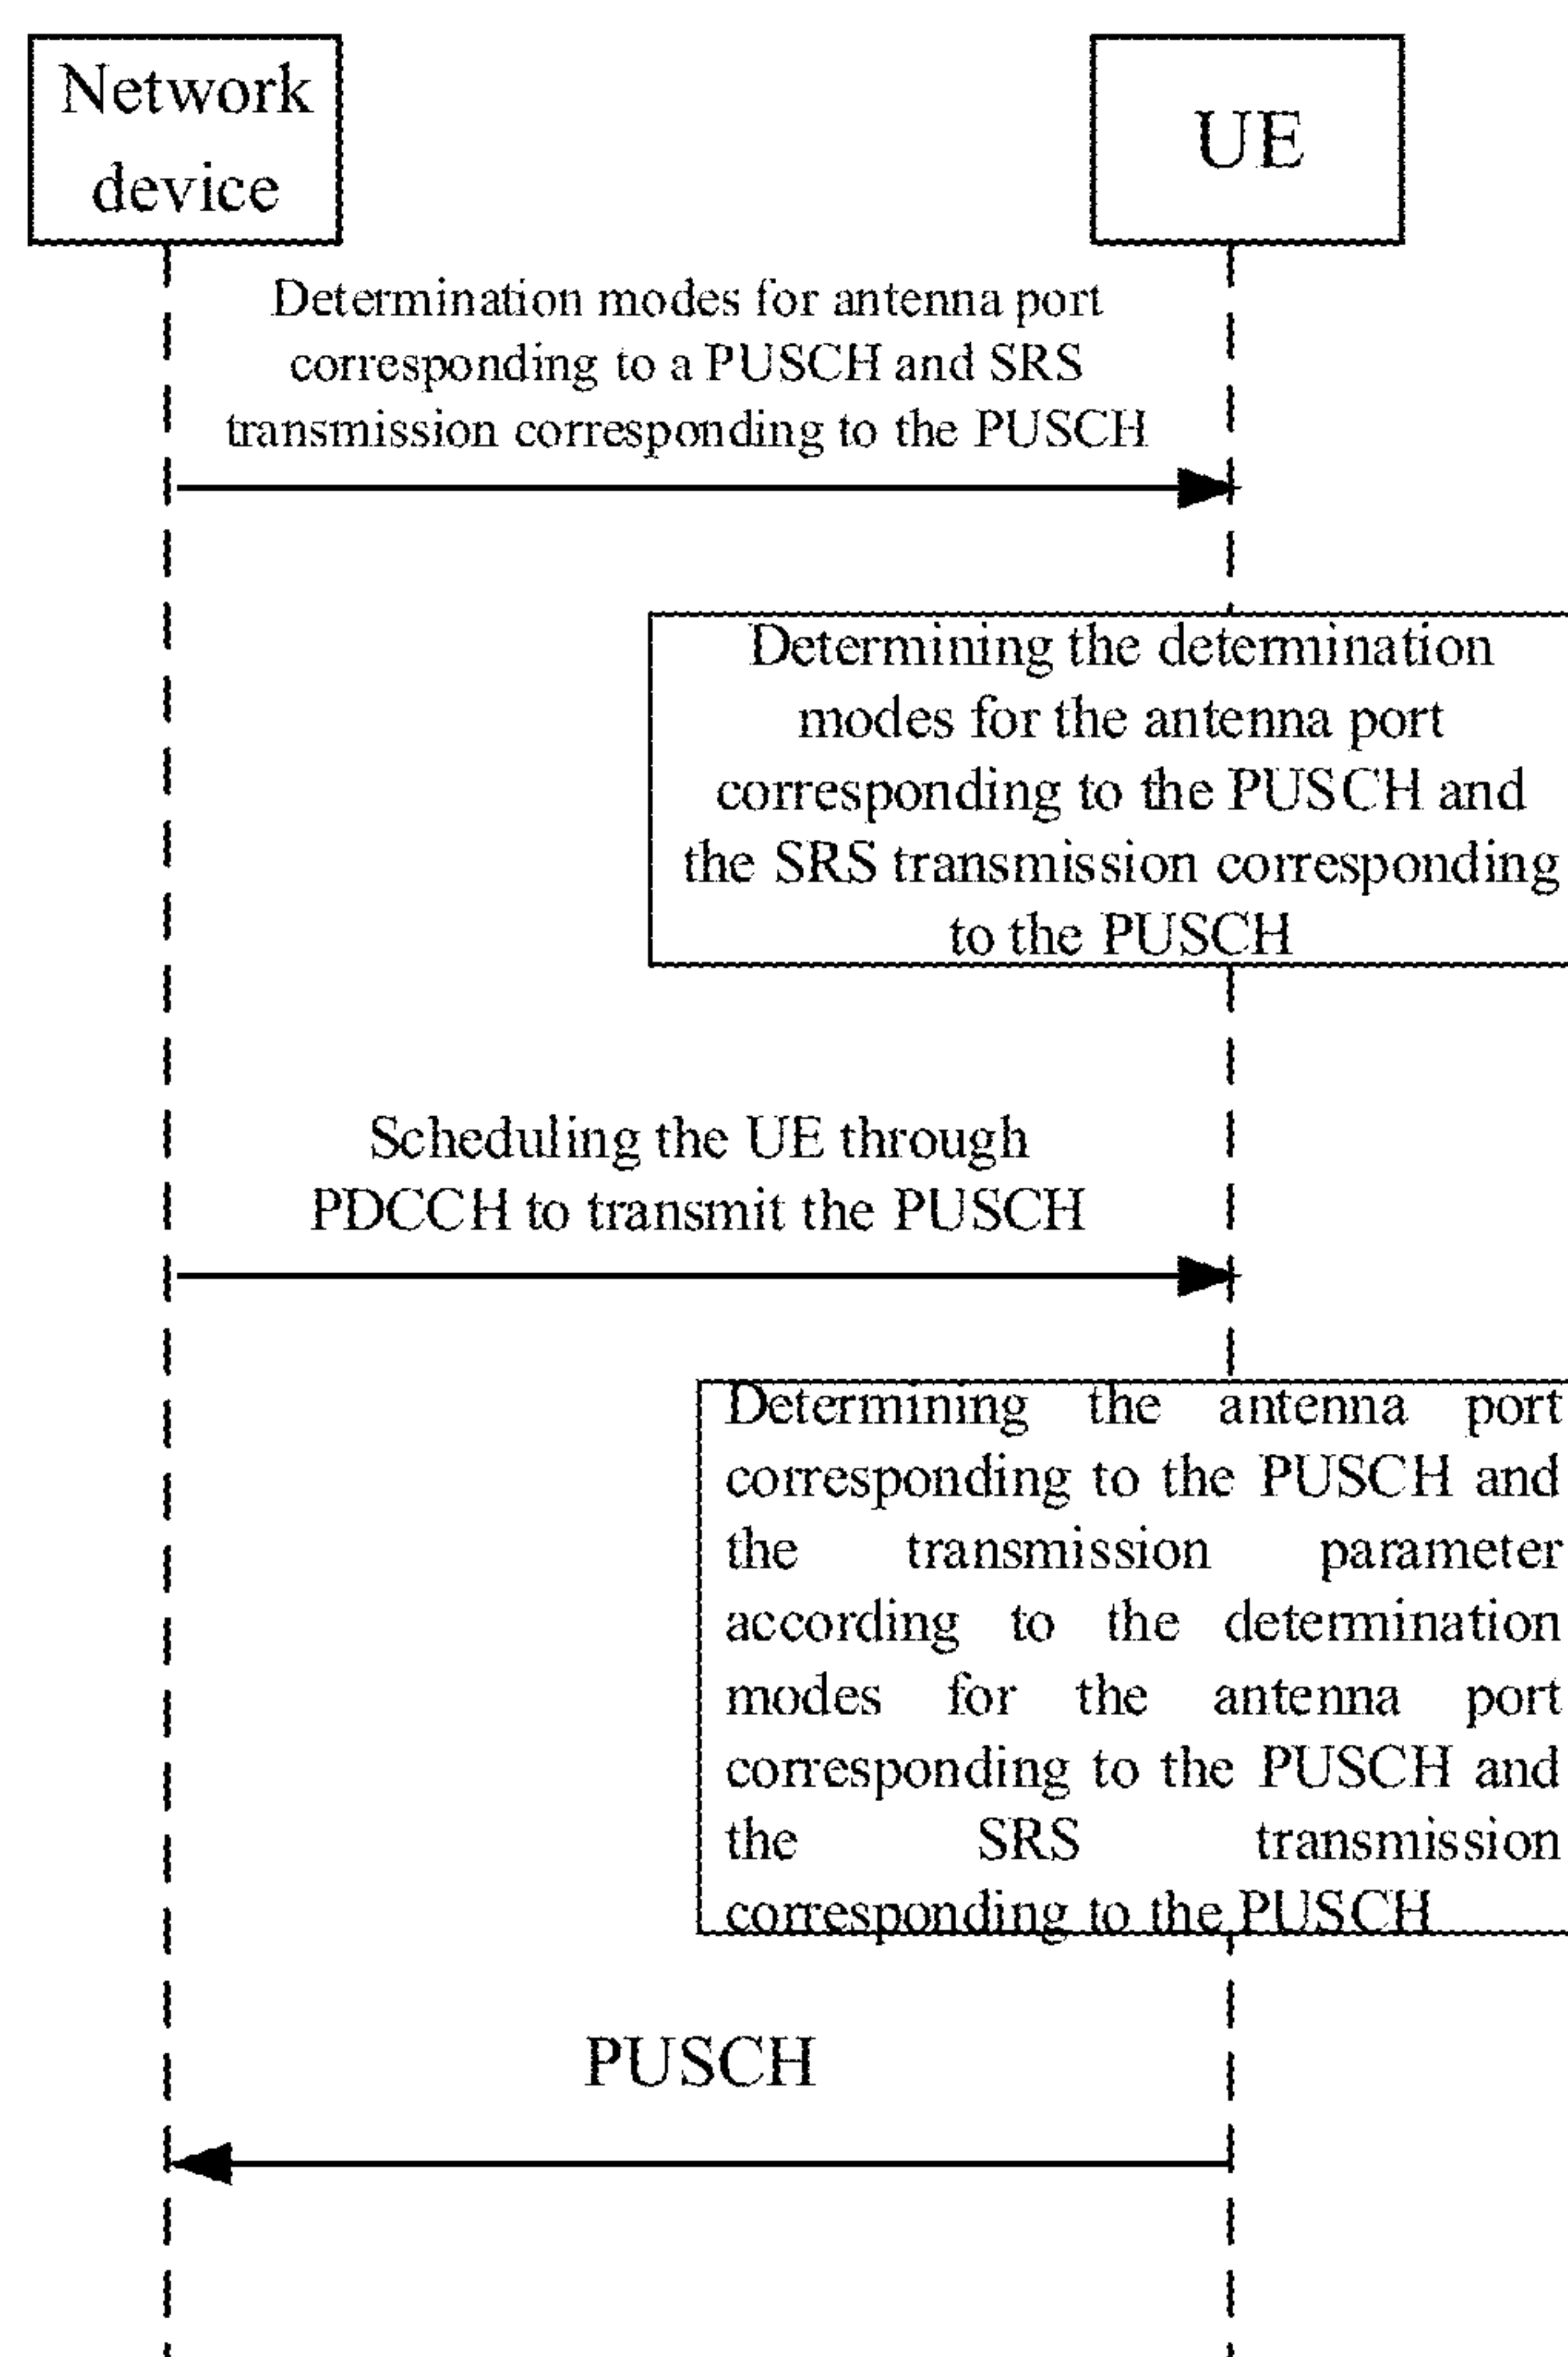 Network
device
UE
Determination modes for antenna port
corresponding to a PUSCH and SRS
transmission corresponding to the PUSCH
Determining the determination
modes for the antenna port
corresponding to the PUSCH and
the SRS transmission corresponding
to the PUSCH
Scheduling the UE through
PDCCH to transmit the PUSCH
Determining the antenna port
corresponding to the PUSCH and
the transmission parameter
according to the determination
modes for the antenna port
corresponding to the PUSCH and
the SRS transmission
corresponding to the PUSCH
PUSCH